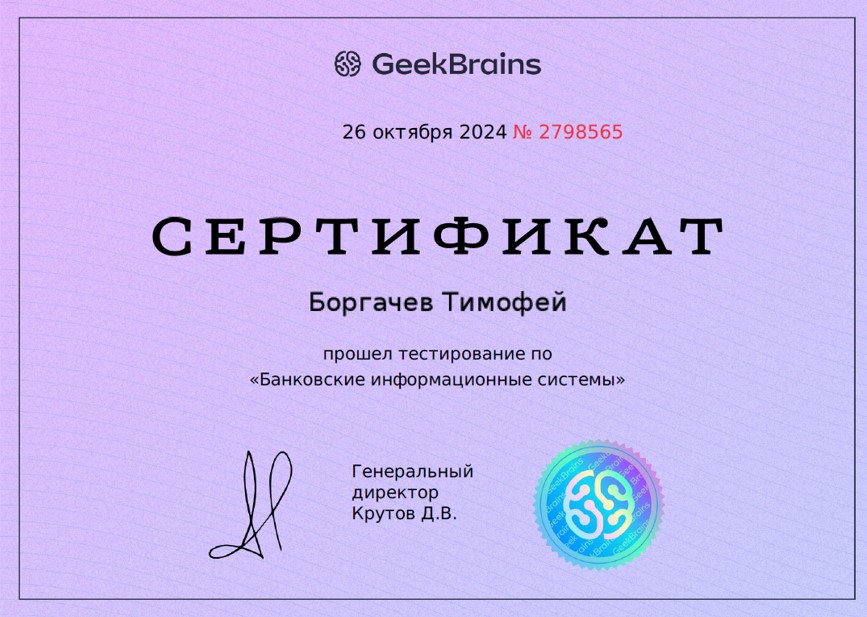 GeekBrains
26 октября 2024 № 2798565
СЕРТИФИКАТ
Боргачев Тимофей
прошел тестирование по
«Банковские информационные системы»
Генеральный
директор
Крутов Д.В.